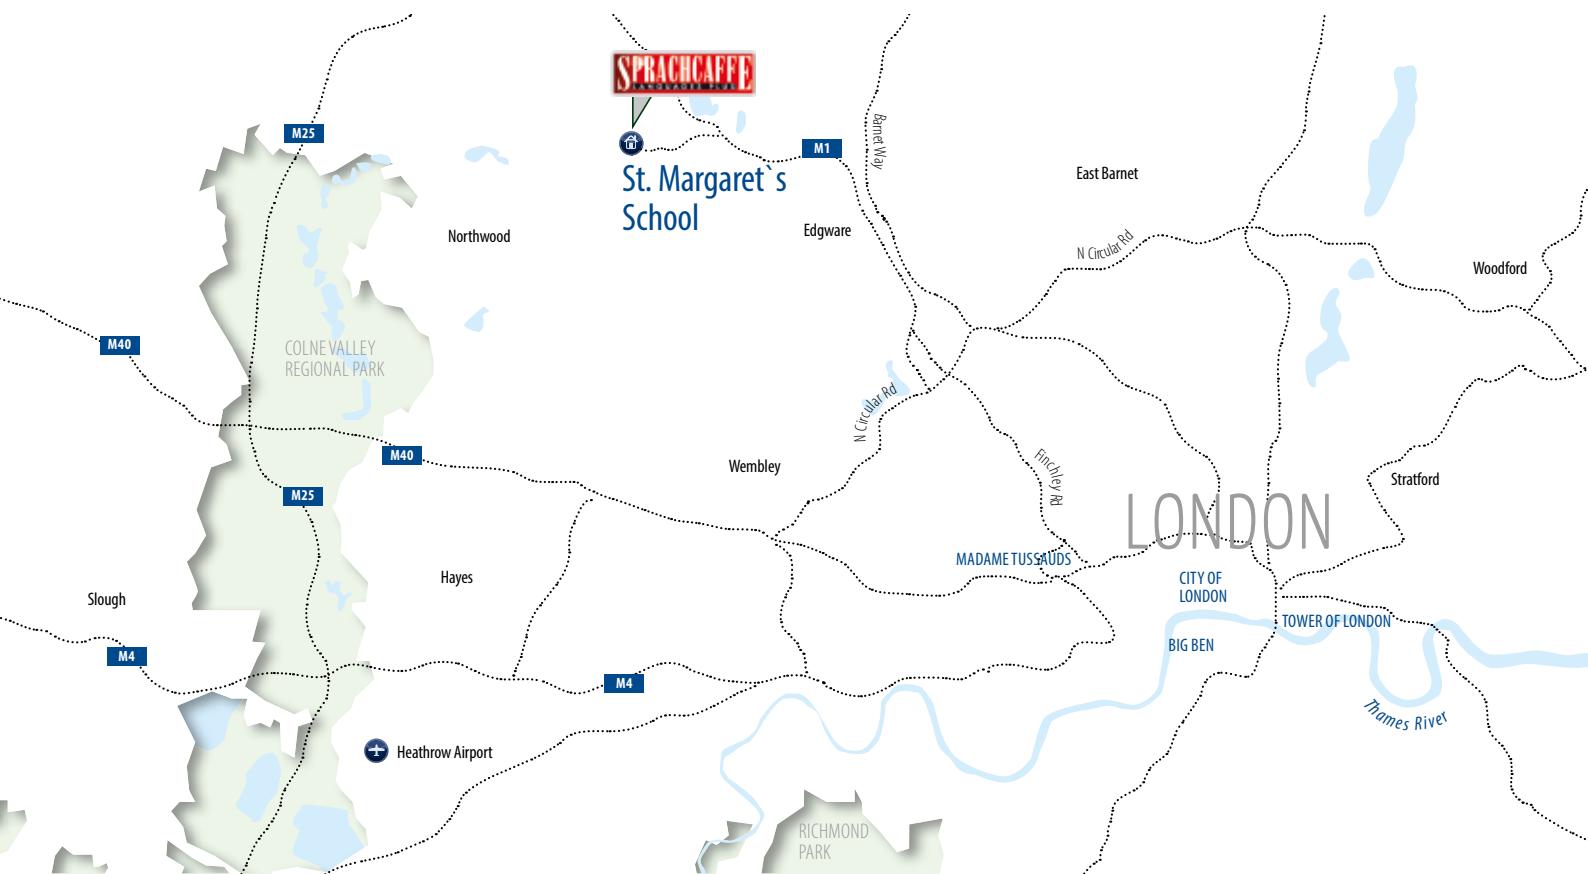 SPRACHCAFFE
LANGUAGES PLUS
M25
M1
Barnet Way
St. Margaret`s
School
East Barnet
Northwood
Edgware
N Circular Rd
Woodford
M40
COLNE VALLEY
REGIONAL PARK
N Circular Rd
M40
Wembley
Finchley Rd
Stratford
M25
LONDON
MADAME TUSSAUDS
Hayes
CITY OF
LONDON
Slough
TOWER OF LONDON
BIG BEN
M4
M4
Thames River
Heathrow Airport
RICHMOND
PARK